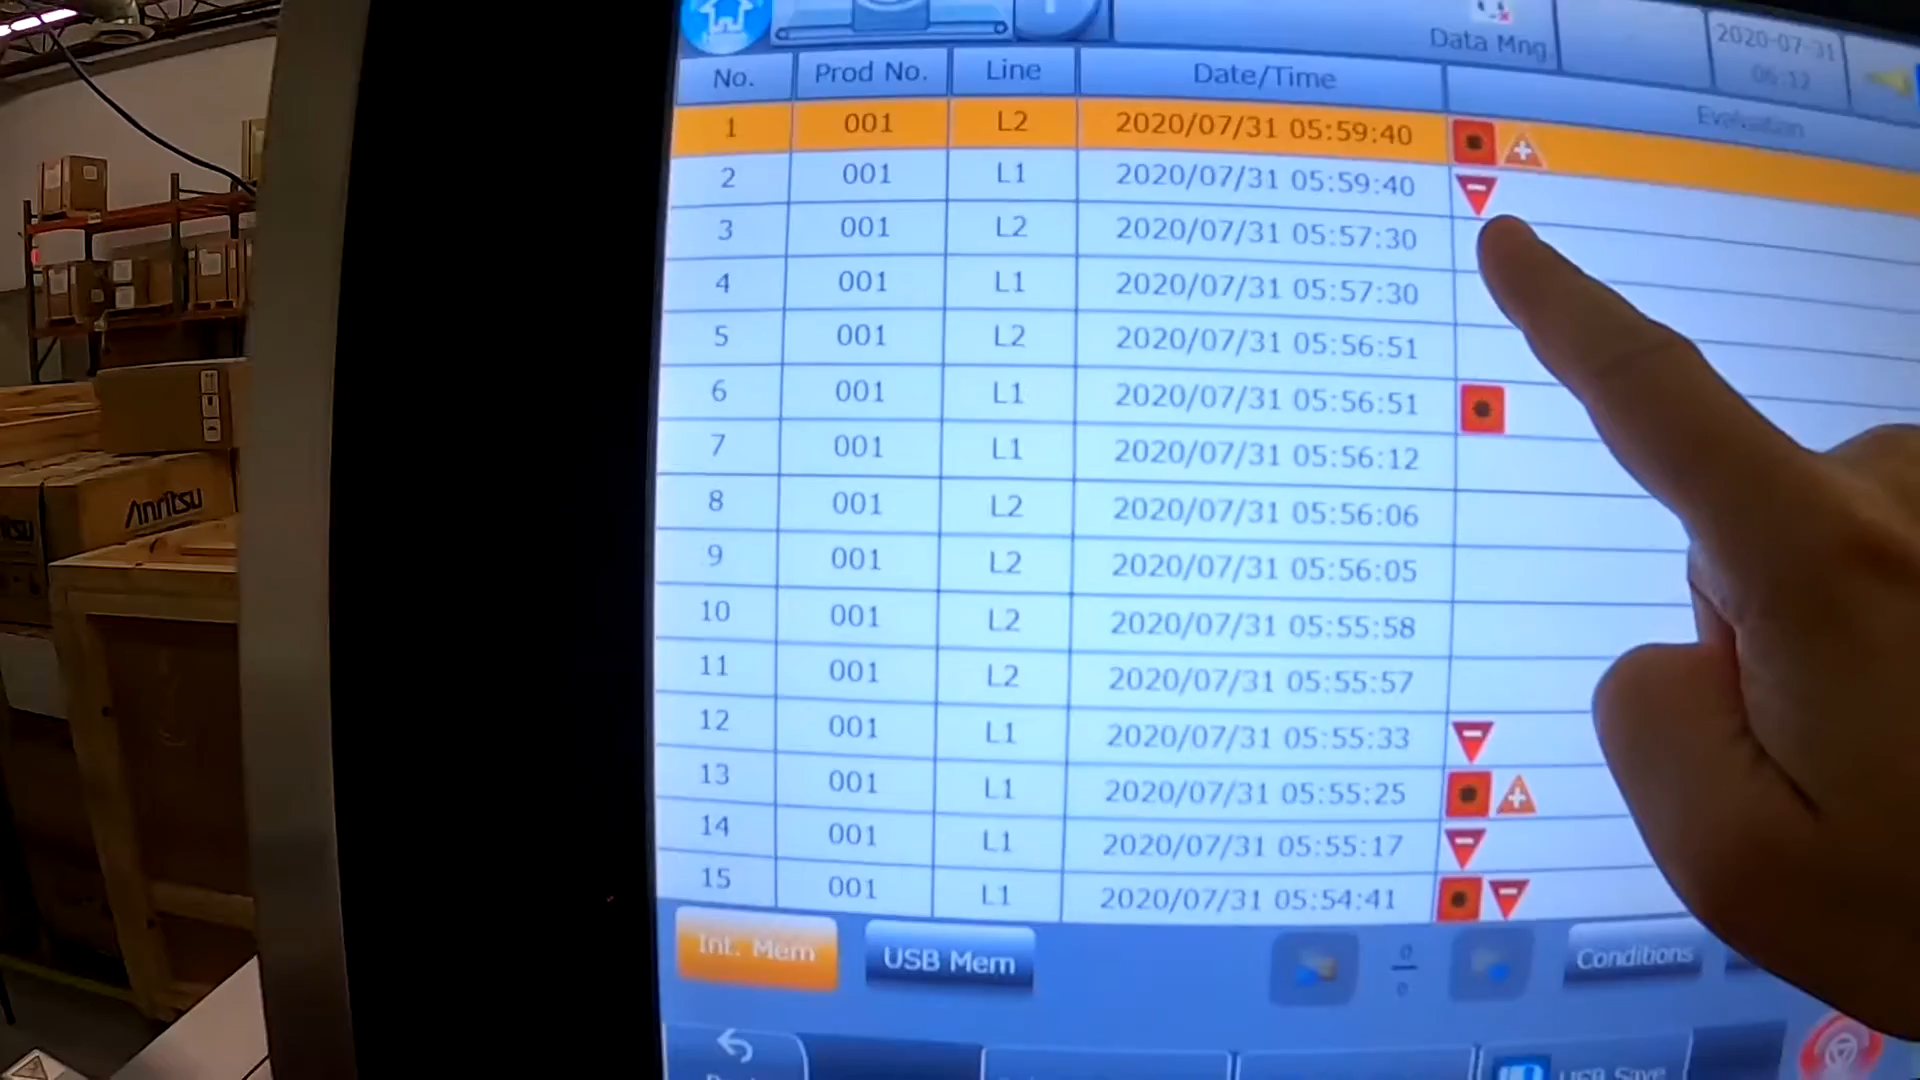 Data Mng.
2020-07-31
06:12
No. Prod No. Line Date/Time Evaluation
1 001 L2 2020/07/31 05:59:40
2 001 L1 2020/07/31 05:59:40
3 001 L2 2020/07/31 05:57:30
4 001 L1 2020/07/31 05:57:30
5 001 L2 2020/07/31 05:56:51
6 001 L1 2020/07/31 05:56:51
7 001 L1 2020/07/31 05:56:12
8 001 L2 2020/07/31 05:56:06
9 001 L2 2020/07/31 05:56:05
10 001 L2 2020/07/31 05:55:58
11 001 L2 2020/07/31 05:55:57
12 001 L1 2020/07/31 05:55:33
13 001 L1 2020/07/31 05:55:25
14 001 L1 2020/07/31 05:55:17
15 001 L1 2020/07/31 05:54:41
Int. Mem USB Mem 0 0 Conditions
USB Save
Anritsu